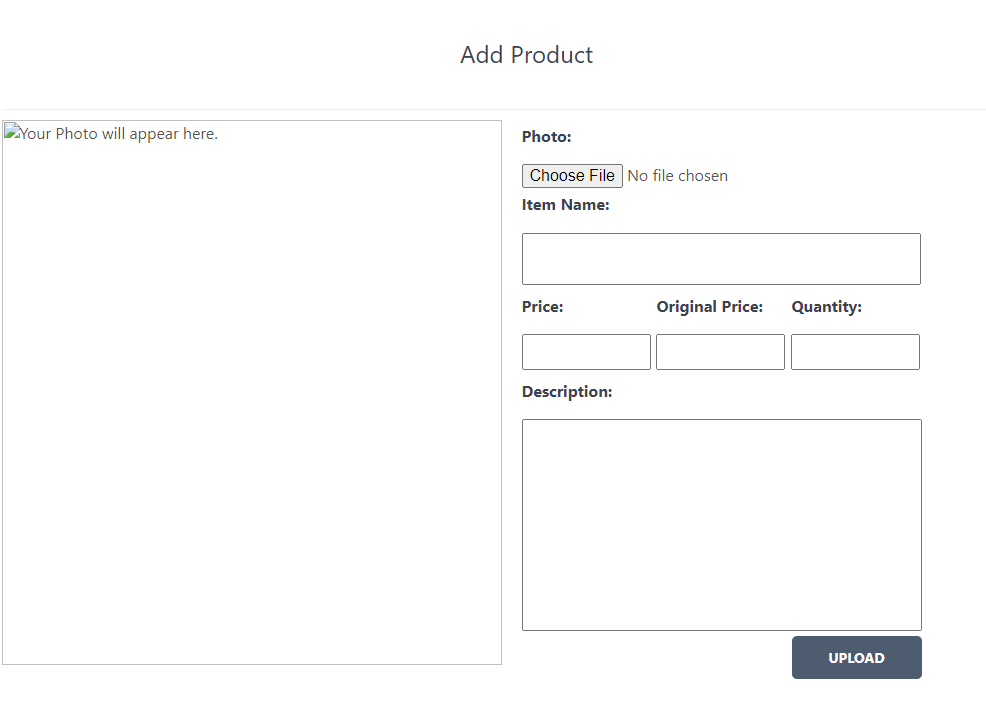 Add Product
Your Photo will appear here.
Photo:
Choose File No file chosen
Item Name:
Price: Original Price: Quantity:
Description:
UPLOAD